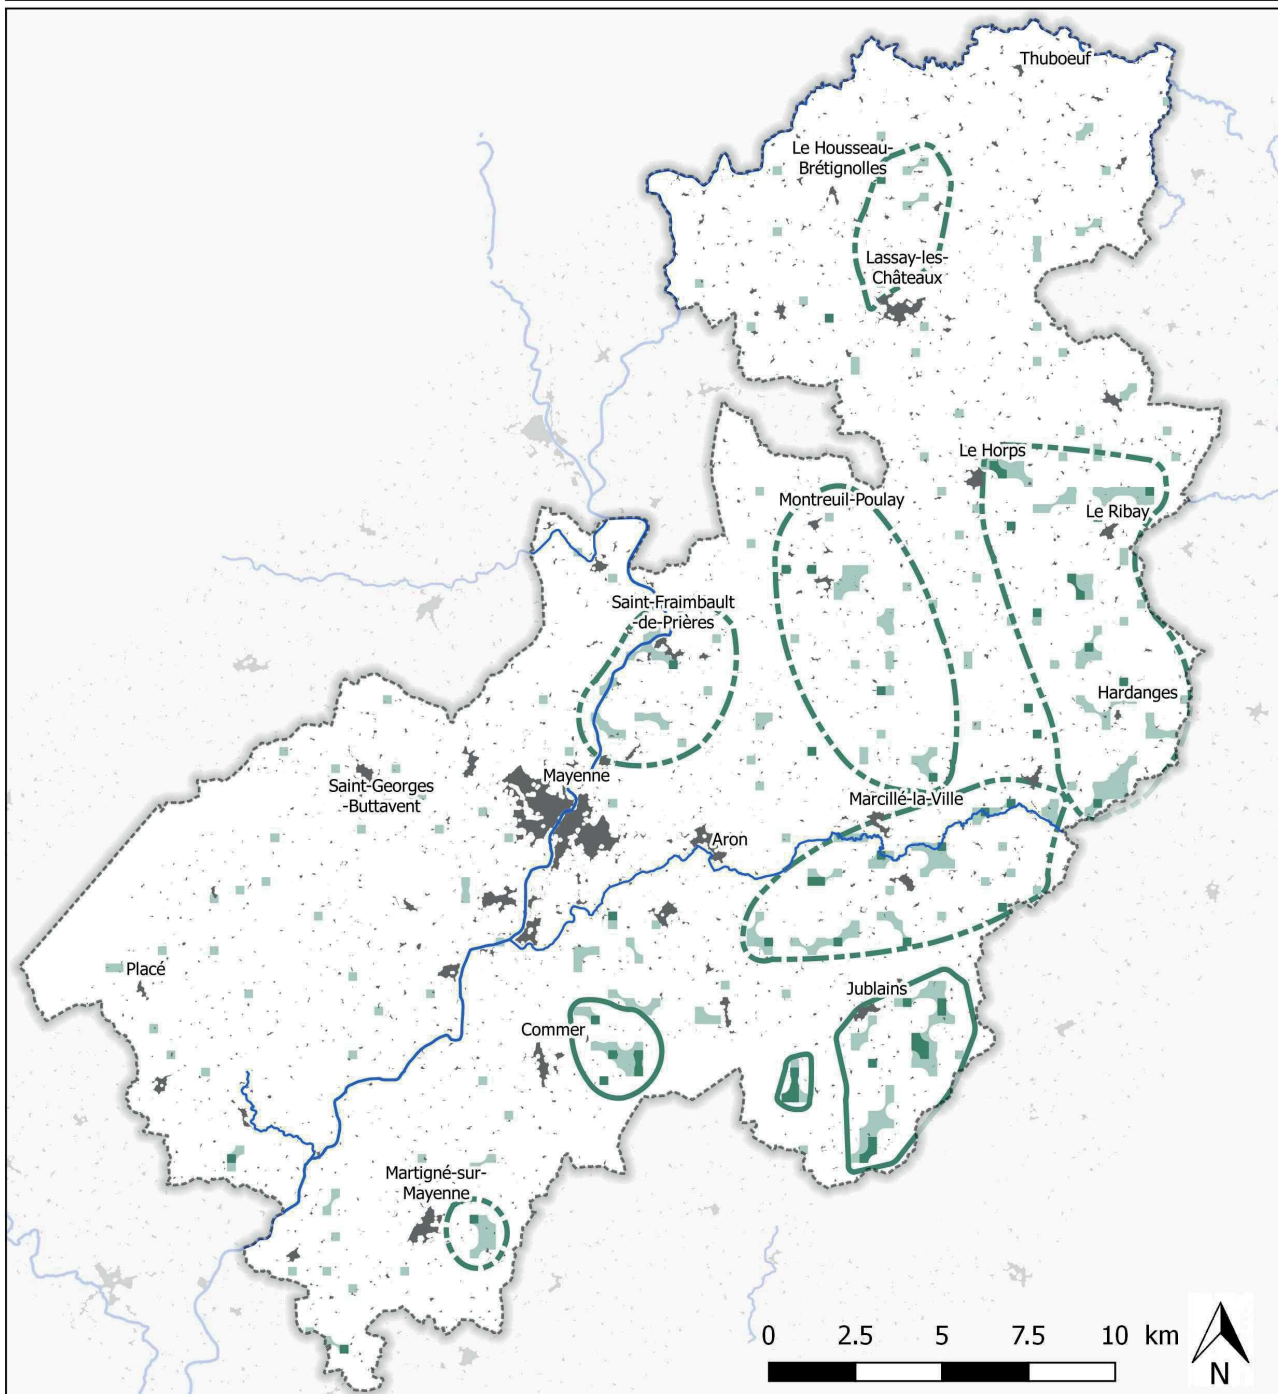 Thuboeuf
Le Housseau-
Brétignolles
Lassay-les-
Châteaux
Le Horps
Montreuil-Poulay
Le Ribay
Saint-Fraimbault
-de-Prières
Hardanges
Mayenne
Saint-Georges
-Buttavent
Marcillé-la-Ville
Aron
Placé
Jublains
Commer
Martigné-sur-
Mayenne
0 2.5 5 7.5 10 km
N